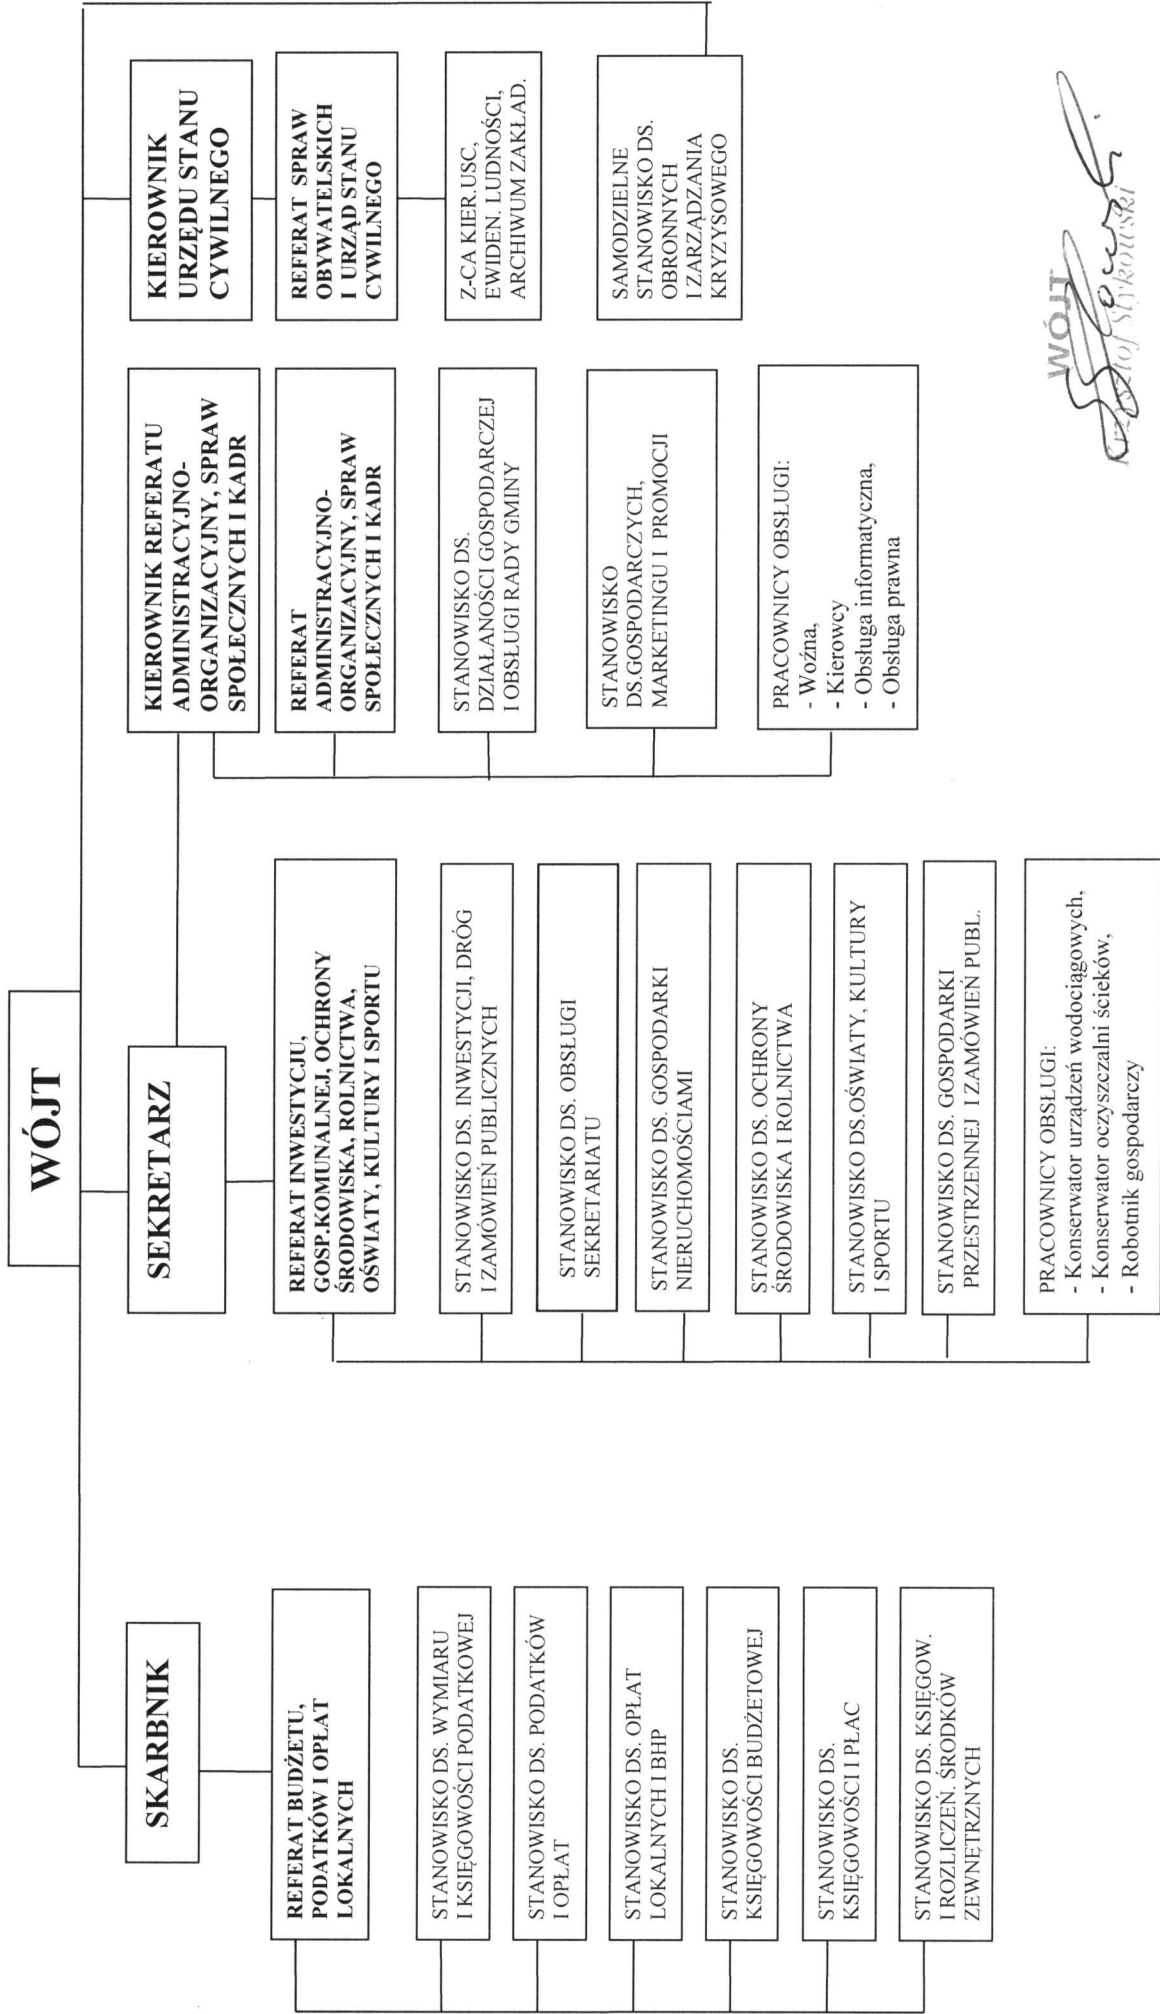 WÓJT
SKARBNIK
REFERAT BUDŻETU,
PODATKÓW I OPŁAT
LOKALNYCH
STANOWISKO DS. WYMIARU
I KSIĘGOWOŚCI PODATKOWEJ
STANOWISKO DS. PODATKÓW
I OPŁAT
STANOWISKO DS. OPŁAT
LOKALNYCH I BHP
STANOWISKO DS.
KSIĘGOWOŚCI BUDŻETOWEJ
STANOWISKO DS.
KSIĘGOWOŚCI I PŁAC
STANOWISKO DS. KSIĘGOW.
I ROZLICZEŃ. ŚRODKÓW
ZEWNĘTRZNYCH
SEKRETARZ
REFERAT INWESTYCJU,
GOSP.KOMUNALNEJ, OCHRONY
ŚRODOWISKA, ROLNICTWA,
OŚWIATY, KULTURY I SPORTU
STANOWISKO DS. INWESTYCJI, DRÓG
I ZAMÓWIEŃ PUBLICZNYCH
STANOWISKO DS. OBSŁUGI
SEKRETARIATU
STANOWISKO DS. GOSPODARKI
NIERUCHOMOŚCIAMI
STANOWISKO DS. OCHRONY
ŚRODOWISKA I ROLNICTWA
STANOWISKO DS.OŚWIATY, KULTURY
I SPORTU
STANOWISKO DS. GOSPODARKI
PRZESTRZENNEJ I ZAMÓWIEŃ PUBL.
PRACOWNICY OBSŁUGI:
- Konserwator urządzeń wodociągowych,
- Konserwator oczyszczalni ścieków,
- Robotnik gospodarczy
KIEROWNIK REFERATU
ADMINISTRACYJNO-
ORGANIZACYJNY, SPRAW
SPOŁECZNYCH I KADR
REFERAT
ADMINISTRACYJNO-
ORGANIZACYJNY, SPRAW
SPOŁECZNYCH I KADR
STANOWISKO DS.
DZIAŁANOŚCI GOSPODARCZEJ
I OBSŁUGI RADY GMINY
STANOWISKO
DS.GOSPODARCZYCH,
MARKETINGU I PROMOCJI
PRACOWNICY OBSŁUGI:
- Woźna,
- Kierowcy
- Obsługa informatyczna,
- Obsługa prawna
KIEROWNIK
URZĘDU STANU
CYWILNEGO
REFERAT SPRAW
OBYWATELSKICH
I URZĄD STANU
CYWILNEGO
Z-CA KIER.USC,
EWIDEN. LUDNOŚCI,
ARCHIWUM ZAKŁAD.
SAMODZIELNE
STANOWISKO DS.
OBRONNYCH
I ZARZĄDZANIA
KRYZYSOWEGO
WÓJT
Krzysztof Stykowski